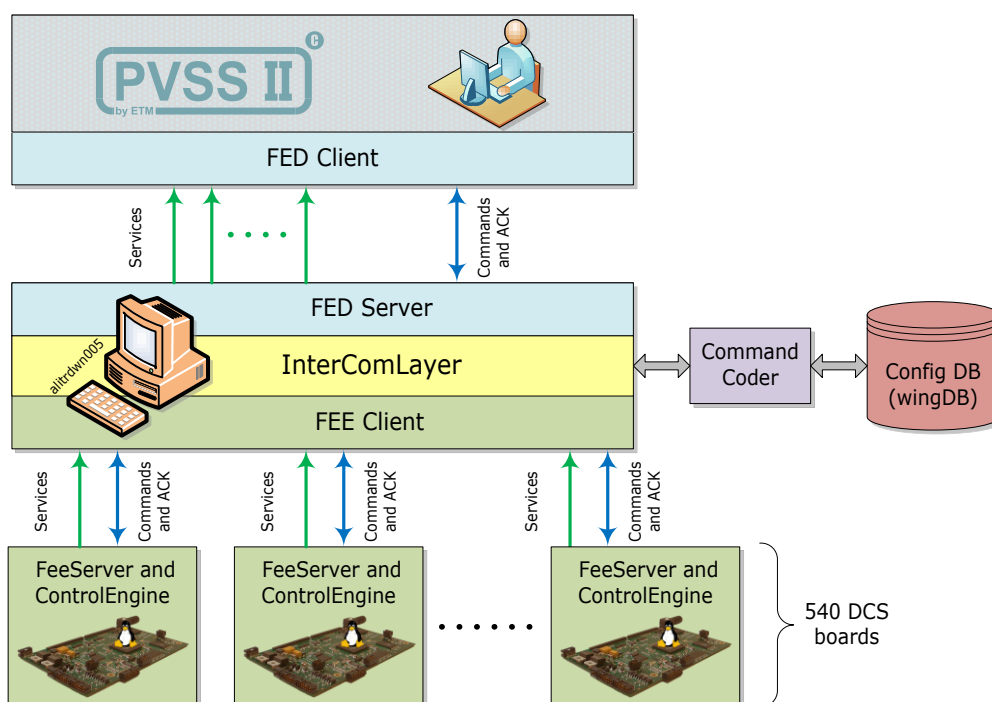 PVSS II
C
by ETM
FED Client
Services
Commands
and ACK
FED Server
alitrdwn005
InterComLayer
FEE Client
Command
Coder
Config DB
(wingDB)
Services
Commands
and ACK
Services
Commands
and ACK
Services
Commands
and ACK
FeeServer and
ControlEngine
FeeServer and
ControlEngine
FeeServer and
ControlEngine
540 DCS
boards